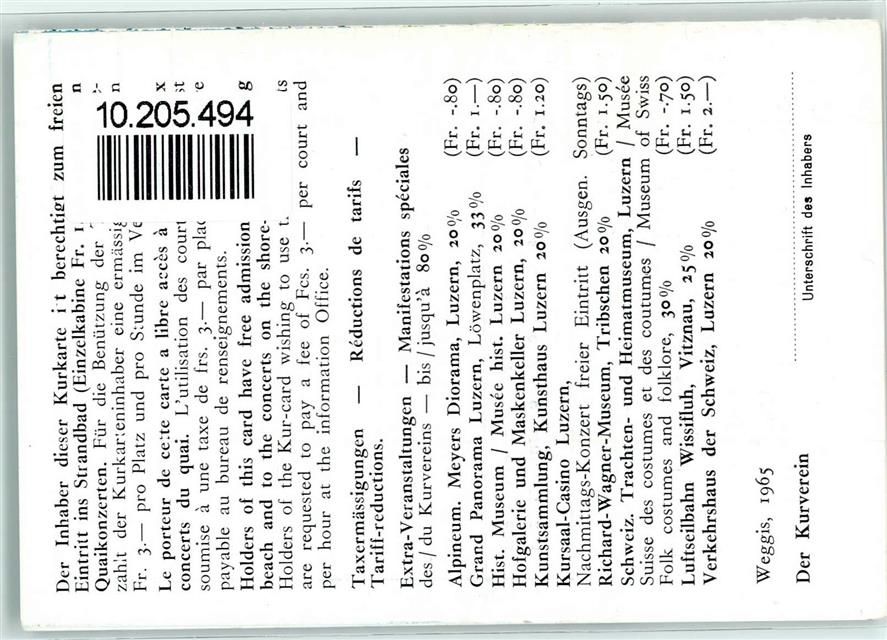 Der Inhaber dieser Kurkarte i t berechtigt zum freien
Eintritt ins Strandbad (Einzelkabine Fr.
Quaikonzerten. Für die Benützung der
zahlt der Kurkarteninhaber eine
Fr. 3.— pro Platz und pro Stunde im
Le porteur de cette carte a libre accès à
concerts du quai. L'utilisation des
soumise à une taxe de frs. 3.— par
payable au bureau de renseignements.
Holders of this card have free admission
beach and to the concerts on the shore-
Holders of the Kur-card wishing to use
are requested to pay a fee of Fcs. 3.— per court and
per hour at the information Office.
10.205.494
Taxermässigungen — Réductions de tarifs —
Tariff-reductions.
Extra-Veranstaltungen — Manifestations spéciales
des / du Kurvereins — bis / jusqu'à 80%
Alpineum. Meyers Diorama, Luzern, 20% (Fr. -.80)
Grand Panorama Luzern, Löwenplatz, 33% (Fr. 1.—)
Hist. Museum / Musée hist. Luzern 20% (Fr. -.80)
Hofgalerie und Maskenkeller Luzern, 20% (Fr. -.80)
Kunstsammlung, Kunsthaus Luzern 20% (Fr. 1.20)
Kursaal-Casino Luzern,
Nachmittags-Konzert freier Eintritt (Ausgen. Sonntags)
Richard-Wagner-Museum, Tribschen 20% (Fr. 1.50)
Schweiz. Trachten- und Heimatmuseum, Luzern / Musée
Suisse des costumes et des coutumes / Museum of Swiss
Folk costumes and folklore, 30% (Fr. -.70)
Luftseilbahn Wissifluh, Vitznau, 25% (Fr. 1.50)
Verkehrshaus der Schweiz, Luzern 20% (Fr. 2.—)
Weggis, 1965
Der Kurverein
Unterschrift des Inhabers